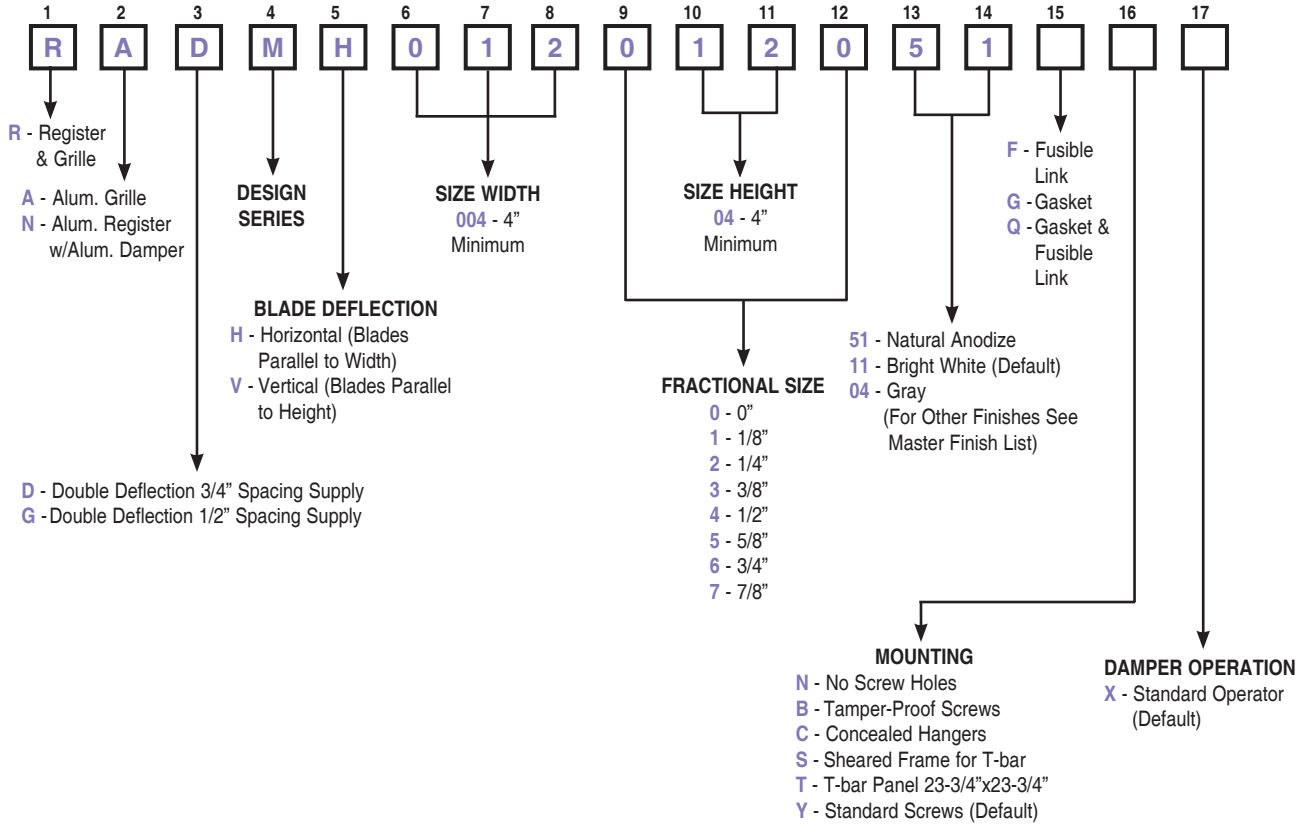 1 2 3 4 5 6 7 8 9 10 11 12 13 14 15 16 17
R A D M H 0 1 2 0 1 2 0 5 1
R - Register
& Grille
A - Alum. Grille
N - Alum. Register
w/Alum. Damper
D - Double Deflection 3/4” Spacing Supply
G - Double Deflection 1/2” Spacing Supply
DESIGN
SERIES
BLADE DEFLECTION
H - Horizontal (Blades
Parallel to Width)
V - Vertical (Blades Parallel
to Height)
SIZE WIDTH
004 - 4”
Minimum
SIZE HEIGHT
04 - 4”
Minimum
FRACTIONAL SIZE
0 - 0”
1 - 1/8”
2 - 1/4”
3 - 3/8”
4 - 1/2”
5 - 5/8”
6 - 3/4”
7 - 7/8”
51 - Natural Anodize
11 - Bright White (Default)
04 - Gray
(For Other Finishes See
Master Finish List)
F - Fusible
Link
G - Gasket
Q - Gasket &
Fusible
Link
MOUNTING
N - No Screw Holes
B - Tamper-Proof Screws
C - Concealed Hangers
S - Sheared Frame for T-bar
T - T-bar Panel 23-3/4”x23-3/4”
Y - Standard Screws (Default)
DAMPER OPERATION
X - Standard Operator
(Default)